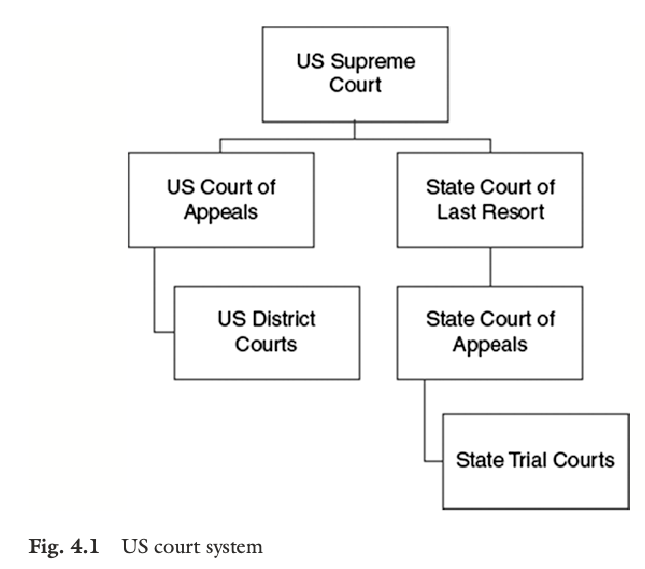 US Supreme
Court
US Court of
Appeals
State Court of
Last Resort
US District
Courts
State Court of
Appeals
State Trial Courts
Fig. 4.1 US court system